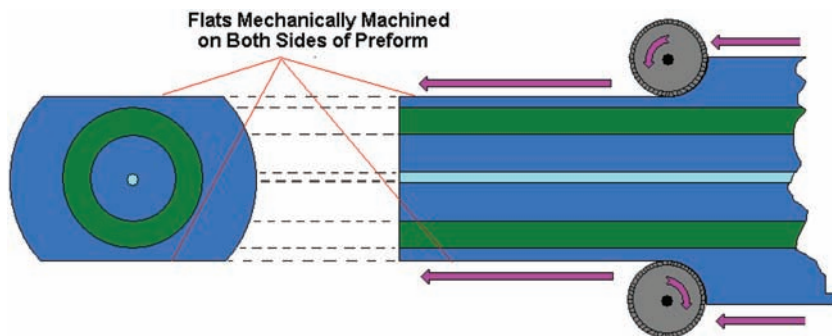 Flats Mechanically Machined
on Both Sides of Preform